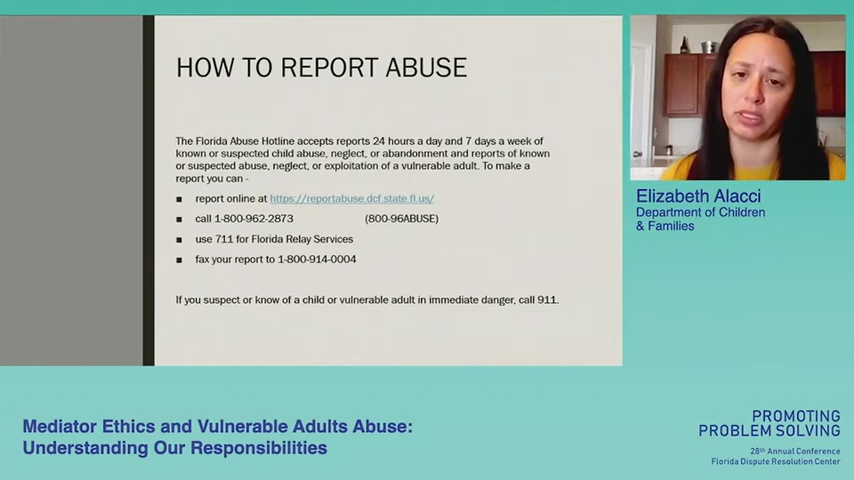 HOW TO REPORT ABUSE
The Florida Abuse Hotline accepts reports 24 hours a day and 7 days a week of
known or suspected child abuse, neglect, or abandonment and reports of known
or suspected abuse, neglect, or exploitation of a vulnerable adult. To make a
report you can -
■ report online at https://reportabuse.dcf.state.fl.us/
■ call 1-800-962-2873 (800-96ABUSE)
■ use 711 for Florida Relay Services
■ fax your report to 1-800-914-0004
If you suspect or know of a child or vulnerable adult in immediate danger, call 911.
Elizabeth Alacci
Department of Children
& Families
Mediator Ethics and Vulnerable Adults Abuse:
Understanding Our Responsibilities
PROMOTING
PROBLEM SOLVING
28th Annual Conference
Florida Dispute Resolution Center